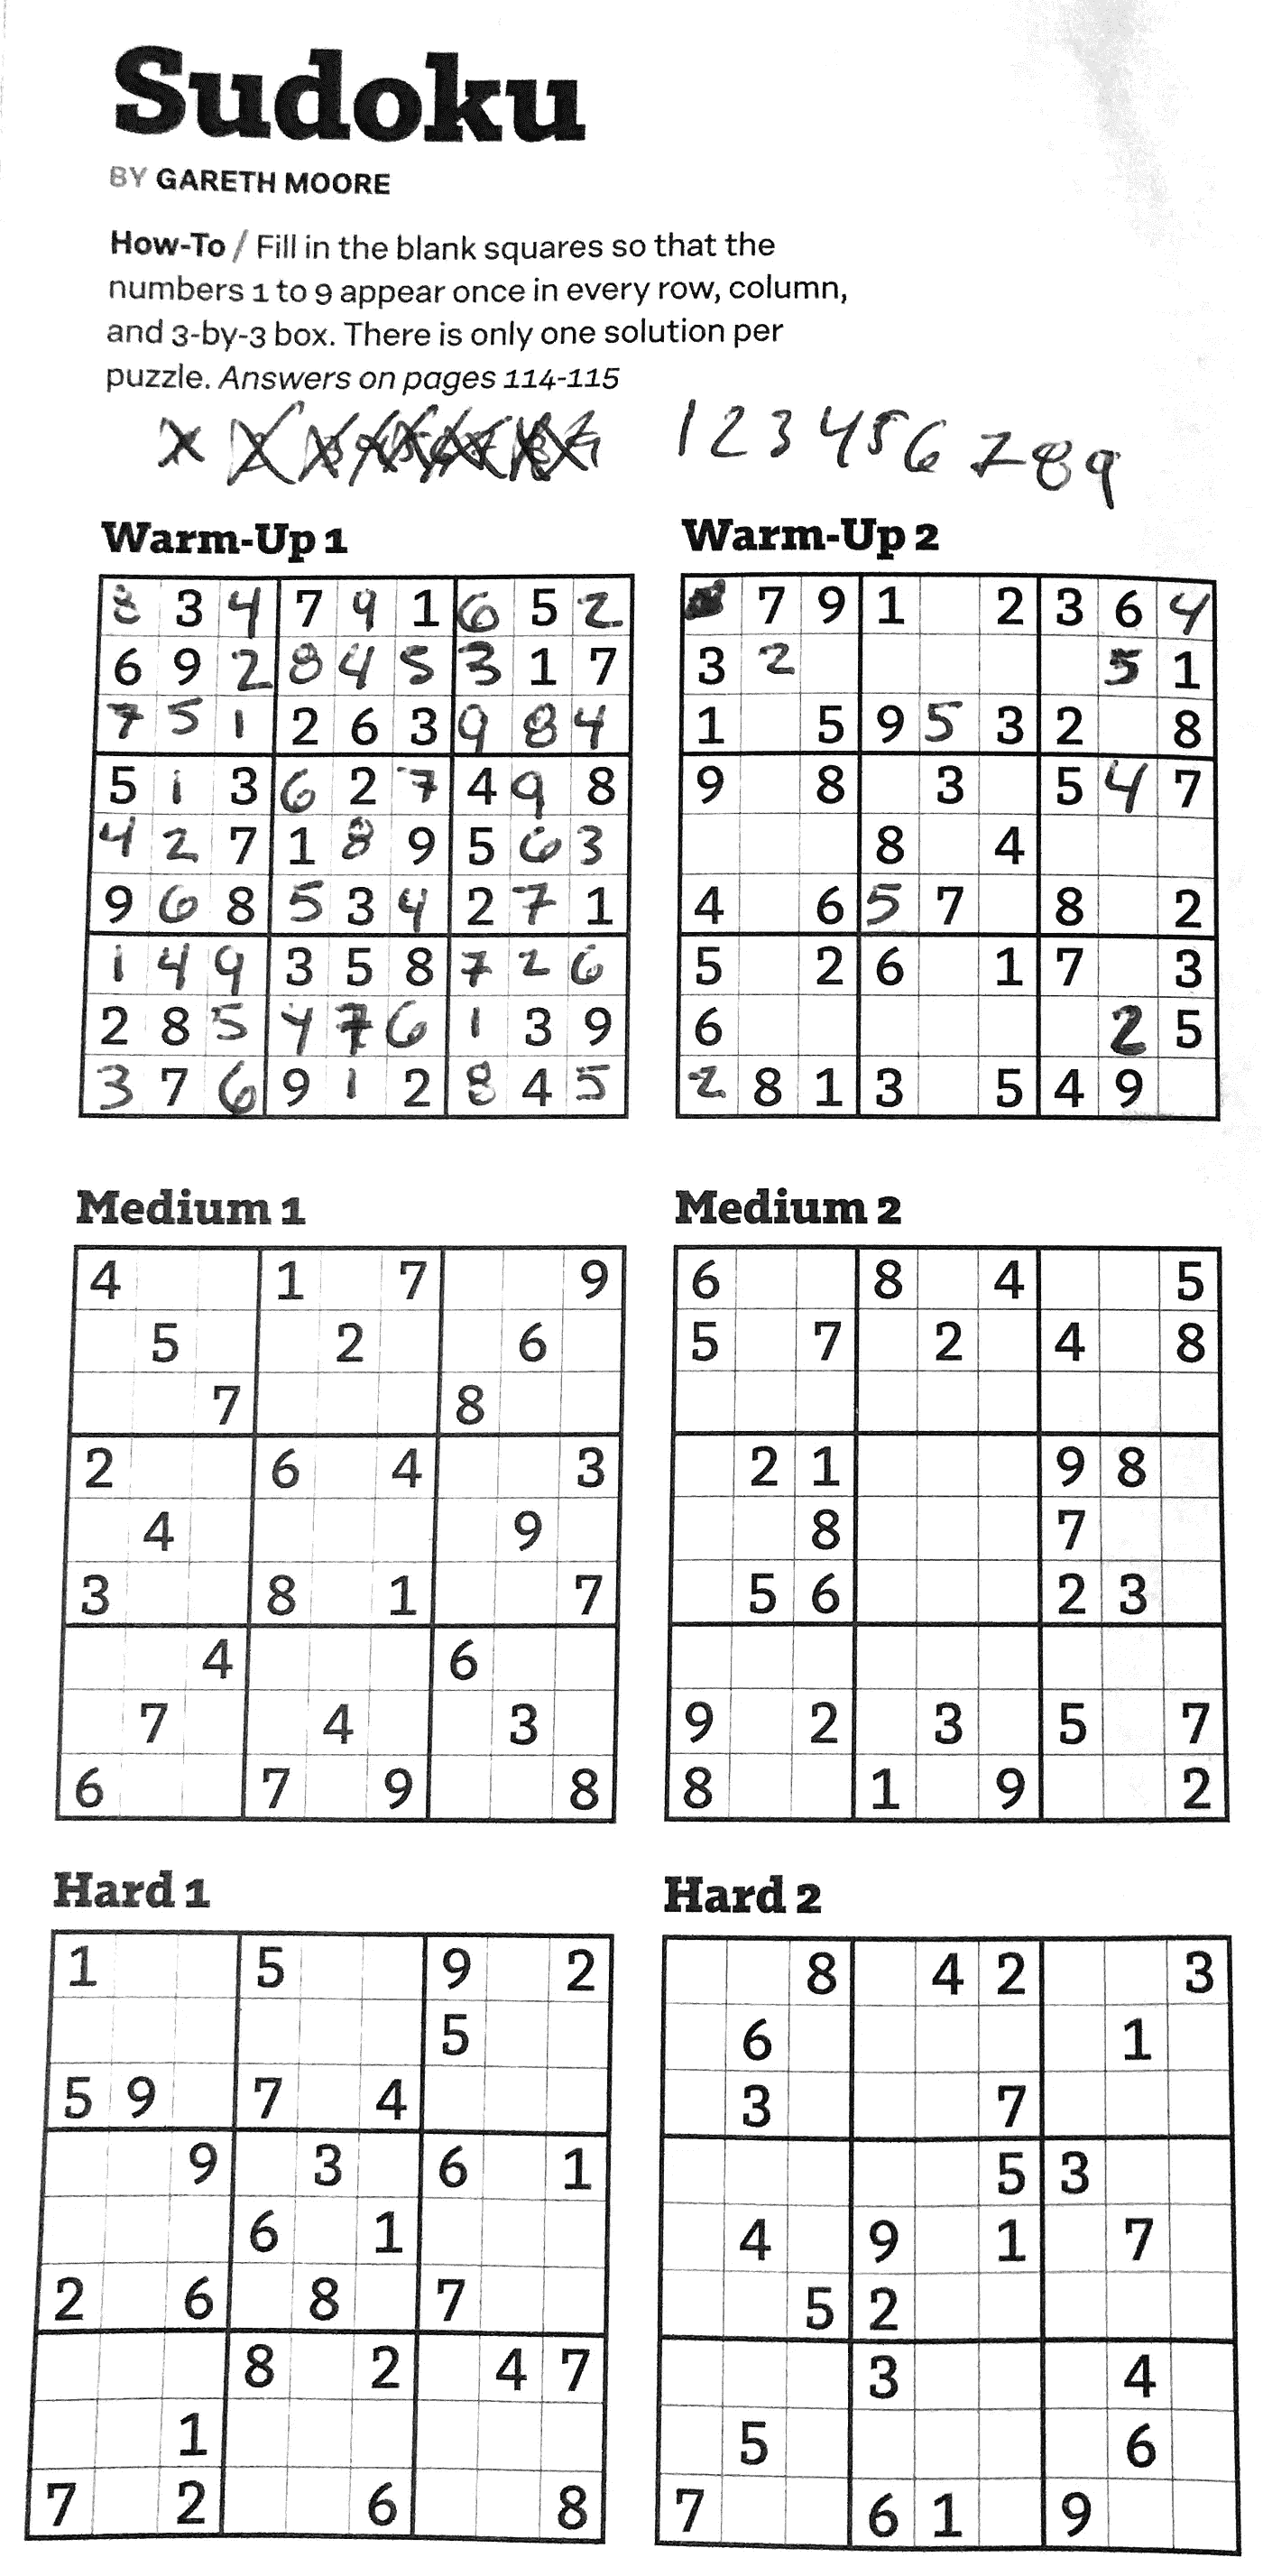 Sudoku
BY GARETH MOORE
How-To / Fill in the blank squares so that the
numbers 1 to 9 appear once in every row, column,
and 3-by-3 box. There is only one solution per
puzzle. Answers on pages 114-115
1 2 3 4 5 6 7 8 9
Warm-Up 1
8 3 4 7 9 1 6 5 2
6 9 2 8 4 5 3 1 7
7 5 1 2 6 3 9 8 4
5 1 3 6 2 7 4 9 8
4 2 7 1 8 9 5 6 3
9 6 8 5 3 4 2 7 1
1 4 9 3 5 8 7 2 6
2 8 5 4 7 6 1 3 9
3 7 6 9 1 2 8 4 5
Warm-Up 2
7 9 1 2 3 6 4
3 2 5 1
1 5 9 5 3 2 8
9 8 3 5 4 7
8 4
4 6 5 7 8 2
5 2 6 1 7 3
6 2 5
2 8 1 3 5 4 9
Medium 1
4 1 7 9
5 2 6
7 8
2 6 4 3
4 9
3 8 1 7
4 6
7 4 3
6 7 9 8
Medium 2
6 8 4 5
5 7 2 4 8
2 1 9 8
8 7
5 6 2 3
9 2 3 5 7
8 1 9 2
Hard 1
1 5 9 2
5
5 9 7 4
9 3 6 1
6 1
2 6 8 7
8 2 4 7
1
7 2 6 8
Hard 2
8 4 2 3
6 1
3 7
5 3
4 9 1 7
5 2
3 4
5 6
7 6 1 9